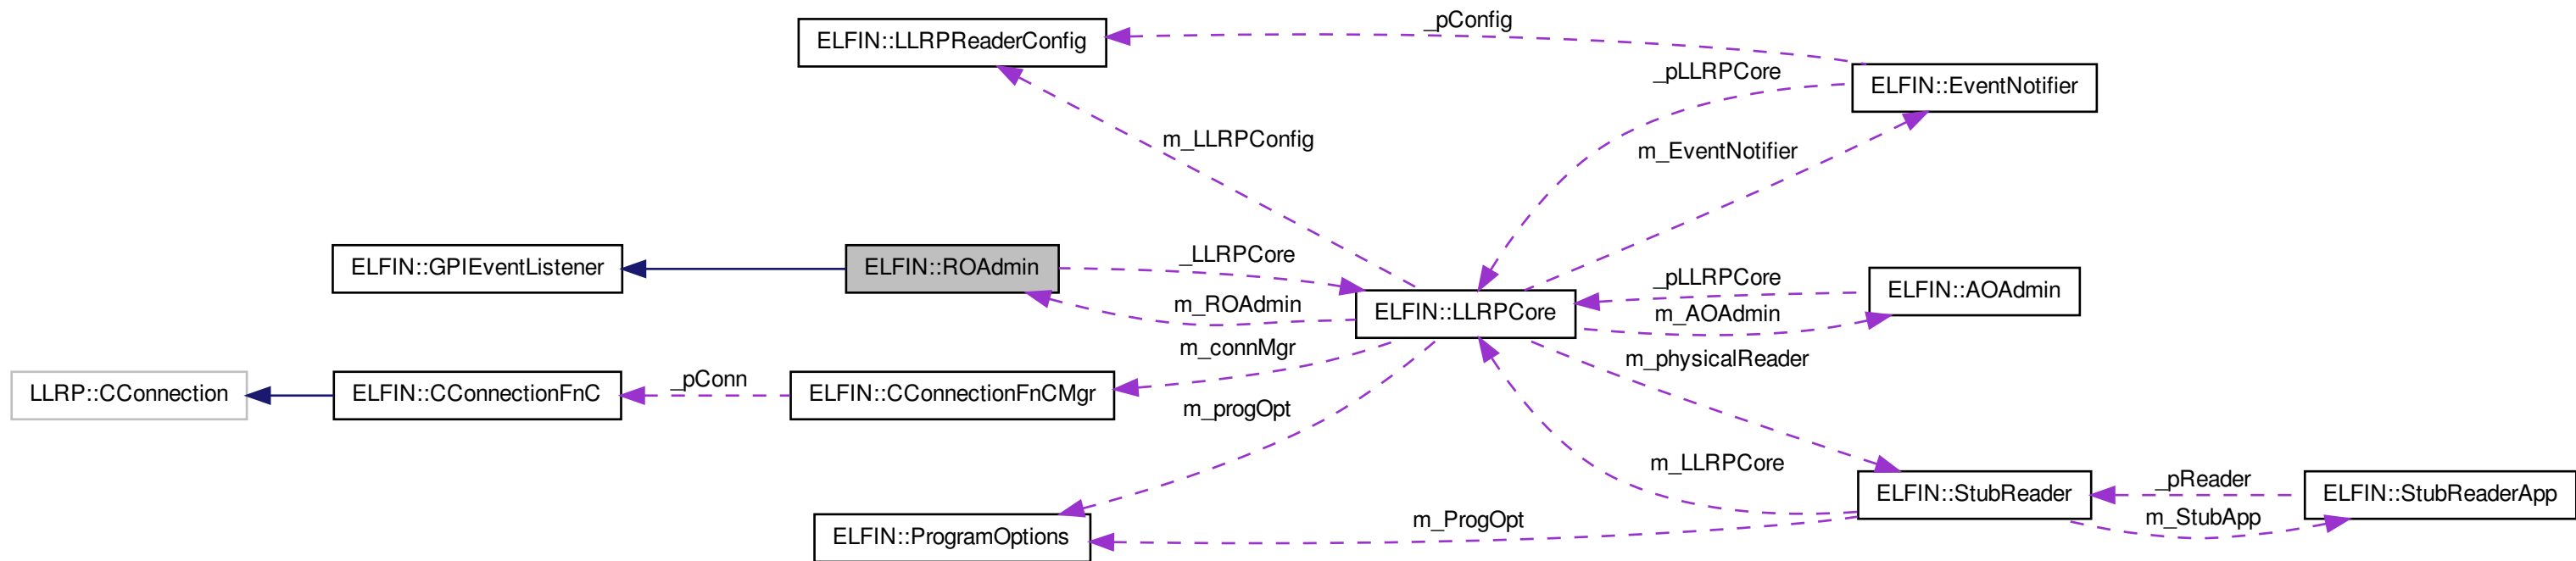 _pConfig
ELFIN::LLRPReaderConfig
_pLLRPCore
ELFIN::EventNotifier
m_LLRPConfig
m_EventNotifier
_LLRPCore
ELFIN::GPIEventListener
ELFIN::ROAdmin
_pLLRPCore
ELFIN::AOAdmin
m_ROAdmin
ELFIN::LLRPCore
m_AOAdmin
m_connMgr
m_physicalReader
_pConn
LLRP::CConnection
ELFIN::CConnectionFnC
ELFIN::CConnectionFnCMgr
m_progOpt
m_LLRPCore
_pReader
ELFIN::StubReader
ELFIN::StubReaderApp
m_ProgOpt
m_StubApp
ELFIN::ProgramOptions